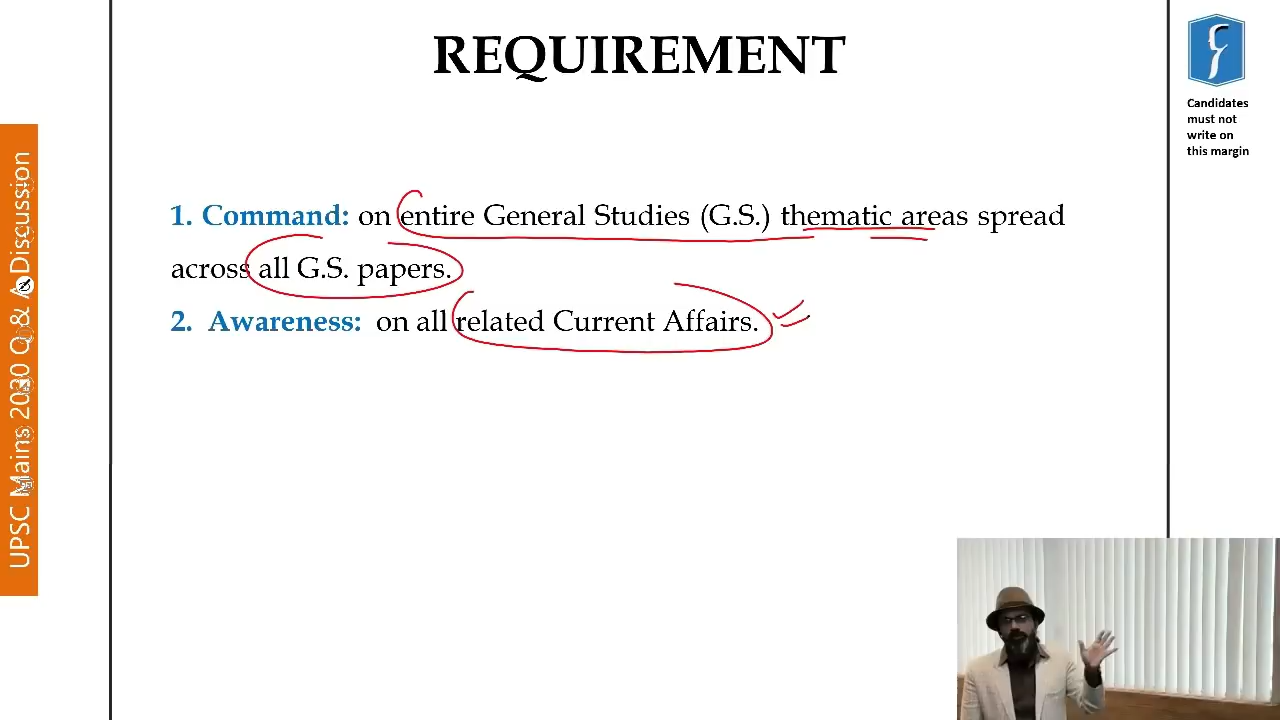 REQUIREMENT
Candidates
must not
write on
this margin
1. Command: on entire General Studies (G.S.) thematic areas spread
across all G.S. papers.
2. Awareness: on all related Current Affairs.
UPSC Mains 2020 Q & A Discussion